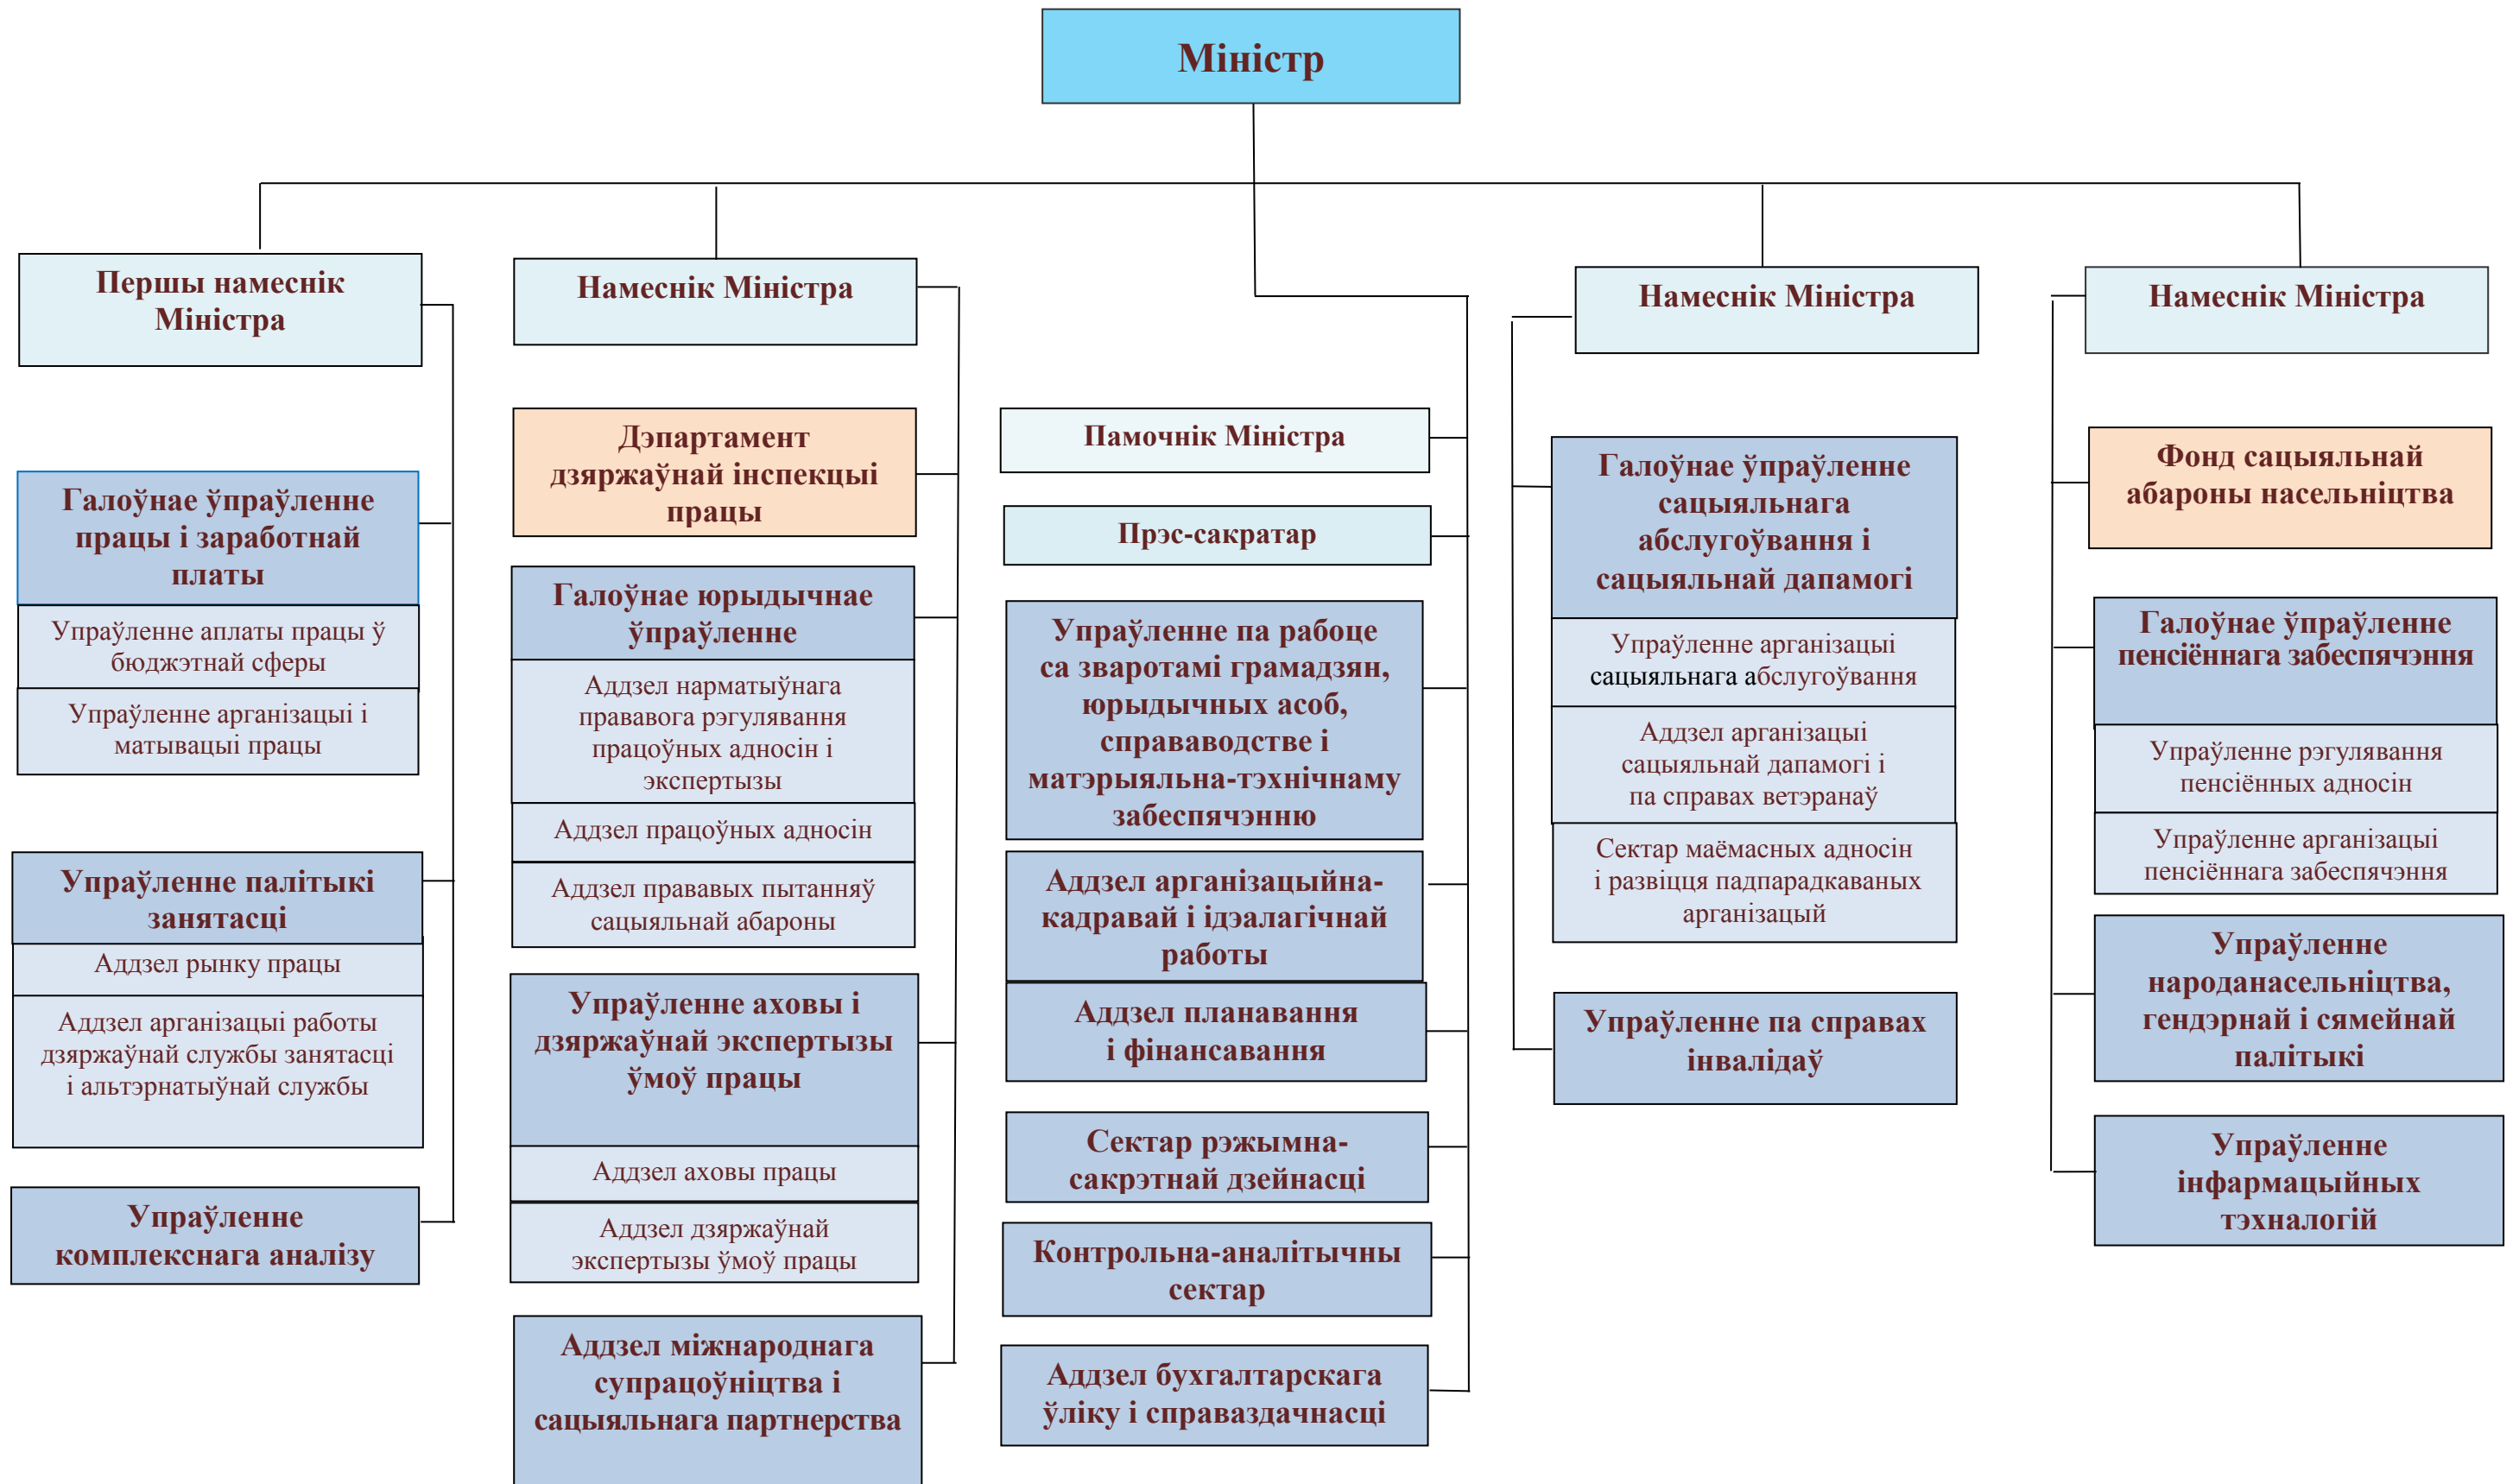 Міністр
Першы намеснік
Міністра
Галоўнае ўпраўленне
працы і заработнай
платы
Упраўленне аплаты працы ў
бюджэтнай сферы
Упраўленне арганізацыі і
матывацыі працы
Упраўленне палітыкі
занятасці
Аддзел рынку працы
Аддзел арганізацыі работы
дзяржаўнай службы занятасці
і альтэрнатыўнай службы
Упраўленне
комплекснага аналізу
Намеснік Міністра
Дэпартамент
дзяржаўнай інспекцыі
працы
Галоўнае юрыдычнае
ўпраўленне
Аддзел нарматыўнага
прававога рэгулявання
працоўных адносін і
экспертызы
Аддзел працоўных адносін
Аддзел прававых пытанняў
сацыяльнай абароны
Упраўленне аховы і
дзяржаўнай экспертызы
ўмоў працы
Аддзел аховы працы
Аддзел дзяржаўнай
экспертызы ўмоў працы
Аддзел міжнароднага
супрацоўніцтва і
сацыяльнага партнерства
Памочнік Міністра
Прэс-сакратар
Упраўленне па рабоце
са зваротамі грамадзян,
юрыдычных асоб,
справаводстве і
матэрыяльна-тэхнічнаму
забеспячэнню
Аддзел арганізацыйна-
кадравай і ідэалагічнай
работы
Аддзел планавання
і фінансавання
Сектар рэжымна-
сакрэтнай дзейнасці
Контрольна-аналітычны
сектар
Аддзел бухгалтарскага
ўліку і справаздачнасці
Намеснік Міністра
Галоўнае ўпраўленне
сацыяльнага
абслугоўвання і
сацыяльнай дапамогі
Упраўленне арганізацыі
сацыяльнага абслугоўвання
Аддзел арганізацыі
сацыяльнай дапамогі і
па справах ветэранаў
Сектар маёмасных адносін
і развіцця падпарадкаваных
арганізацый
Упраўленне па справах
інвалідаў
Намеснік Міністра
Фонд сацыяльнай
абароны насельніцтва
Галоўнае ўпраўленне
пенсіённага забеспячэння
Упраўленне рэгулявання
пенсіённых адносін
Упраўленне арганізацыі
пенсіённага забеспячэння
Упраўленне
народанасельніцтва,
гендэрнай і сямейнай
палітыкі
Упраўленне
інфармацыйных
тэхналогій